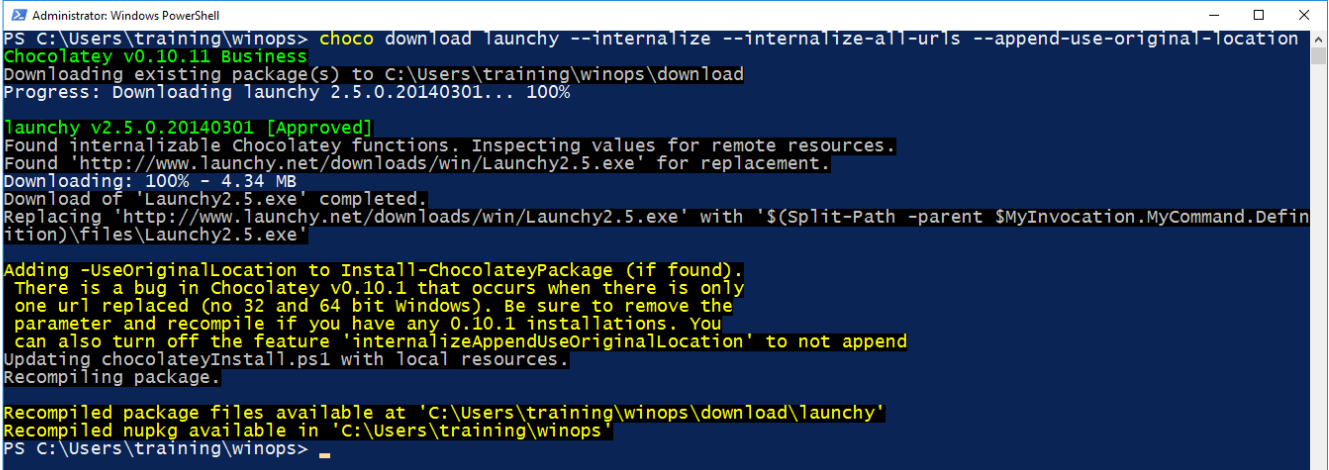 Administrator: Windows PowerShell
PS C:\Users\training\winops> choco download launchy --internalize --internalize-all-urls --append-use-original-location
Chocolatey v0.10.11 Business
Downloading existing package(s) to C:\Users\training\winops\download
Progress: Downloading launchy 2.5.0.20140301... 100%
launchy v2.5.0.20140301 [Approved]
Found internalizable Chocolatey functions. Inspecting values for remote resources.
Found 'http://www.launchy.net/downloads/win/Launchy2.5.exe' for replacement.
Downloading: 100% - 4.34 MB
Download of 'Launchy2.5.exe' completed.
Replacing 'http://www.launchy.net/downloads/win/Launchy2.5.exe' with '$(Split-Path -parent $MyInvocation.MyCommand.Defin
ition)\files\Launchy2.5.exe'
Adding -UseOriginalLocation to Install-ChocolateyPackage (if found).
There is a bug in Chocolatey v0.10.1 that occurs when there is only
one url replaced (no 32 and 64 bit Windows). Be sure to remove the
parameter and recompile if you have any 0.10.1 installations. You
can also turn off the feature 'internalizeAppendUseOriginalLocation' to not append
Updating chocolateyInstall.ps1 with local resources.
Recompiling package.
Recompiled package files available at 'C:\Users\training\winops\download\launchy'
Recompiled nupkg available in 'C:\Users\training\winops'
PS C:\Users\training\winops>